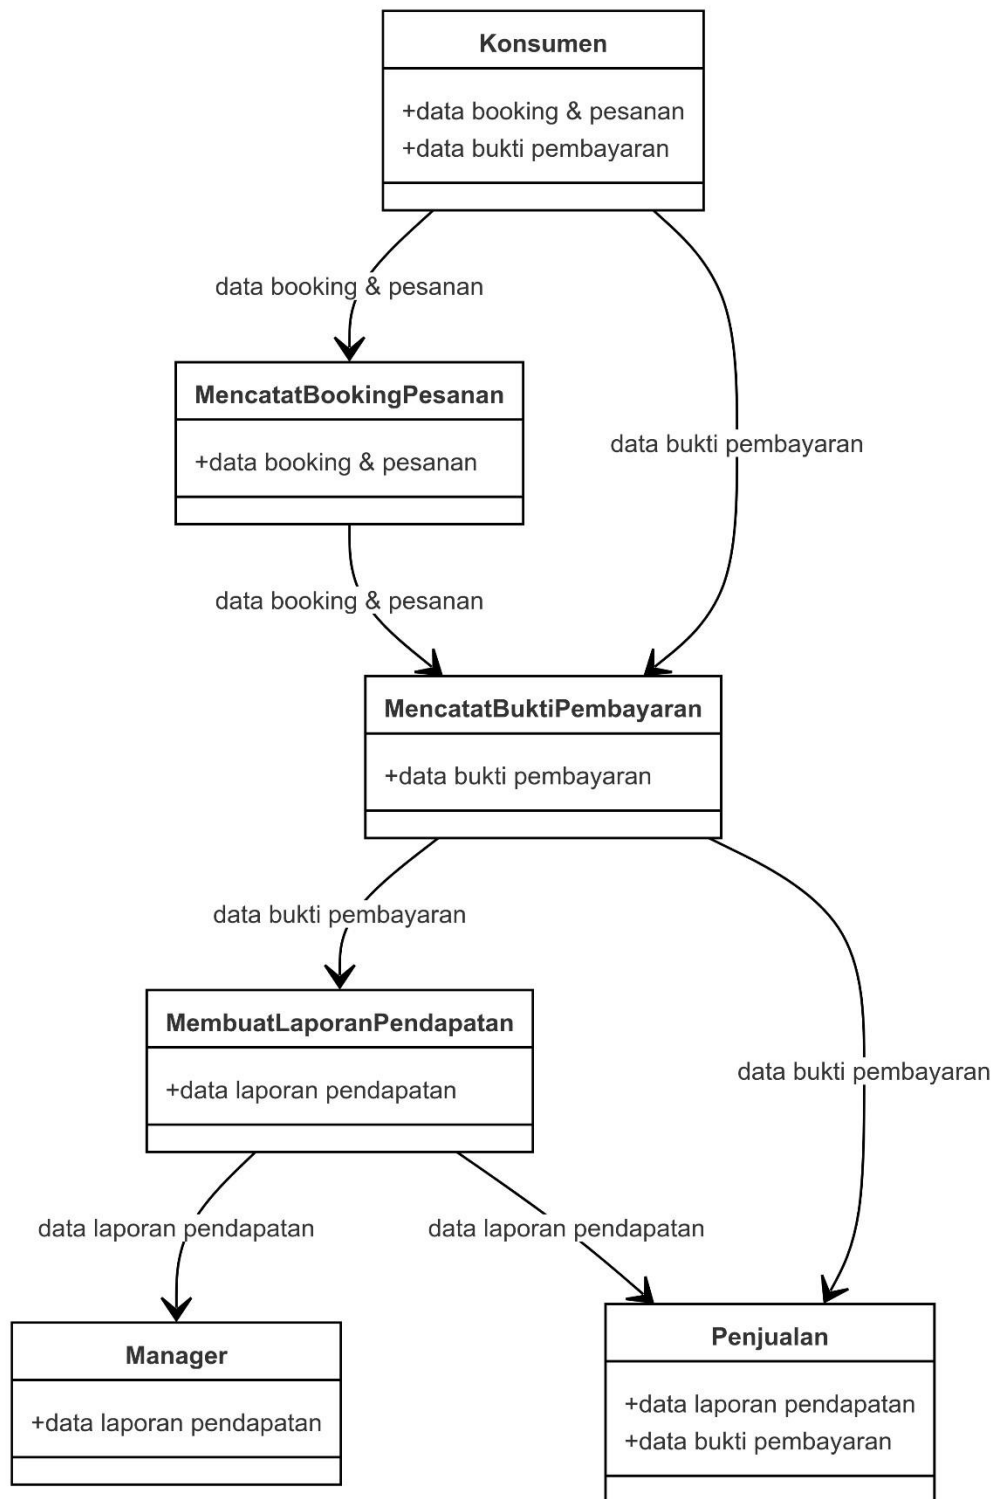 Konsumen
+data booking & pesanan
+data bukti pembayaran
data booking & pesanan
MencatatBookingPesanan
+data booking & pesanan
data bukti pembayaran
data booking & pesanan
MencatatBuktiPembayaran
+data bukti pembayaran
data bukti pembayaran
MembuatLaporanPendapatan
+data laporan pendapatan
data bukti pembayaran
data laporan pendapatan
data laporan pendapatan
Manager
+data laporan pendapatan
Penjualan
+data laporan pendapatan
+data bukti pembayaran